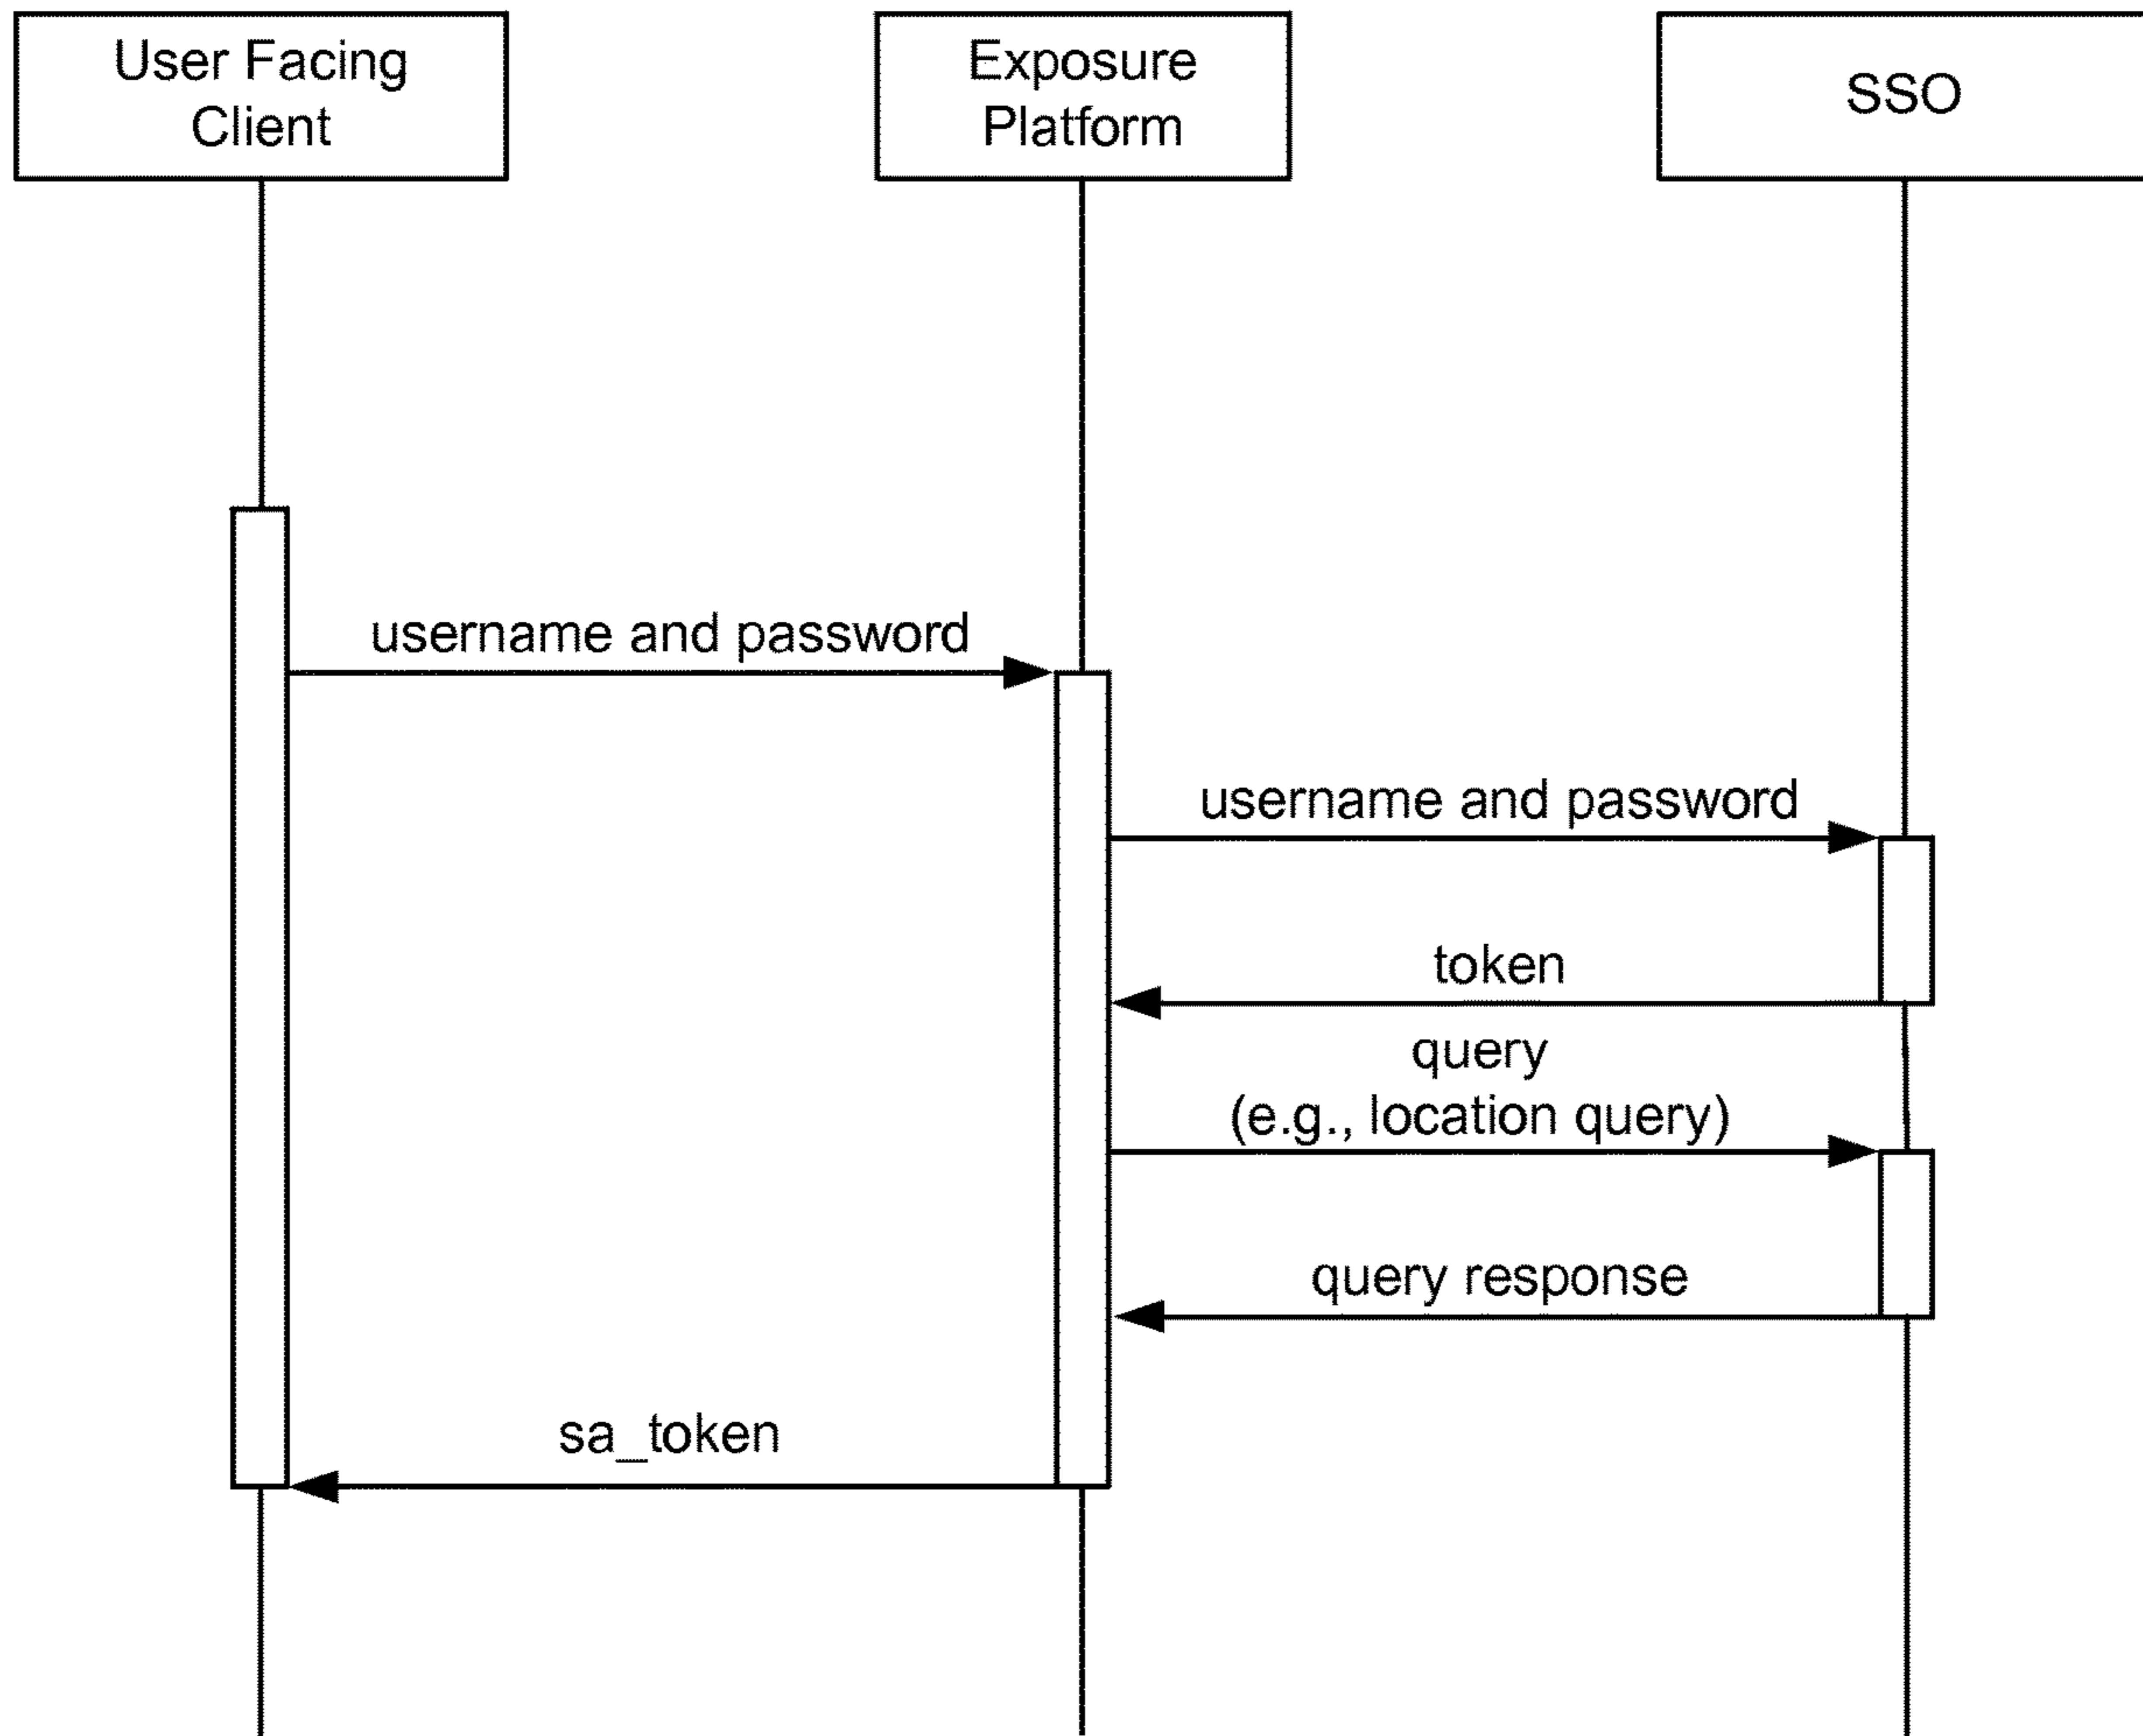 User Facing
Client
Exposure
Platform
SSO
username and password
username and password
token
query
(e.g., location query)
query response
sa_token